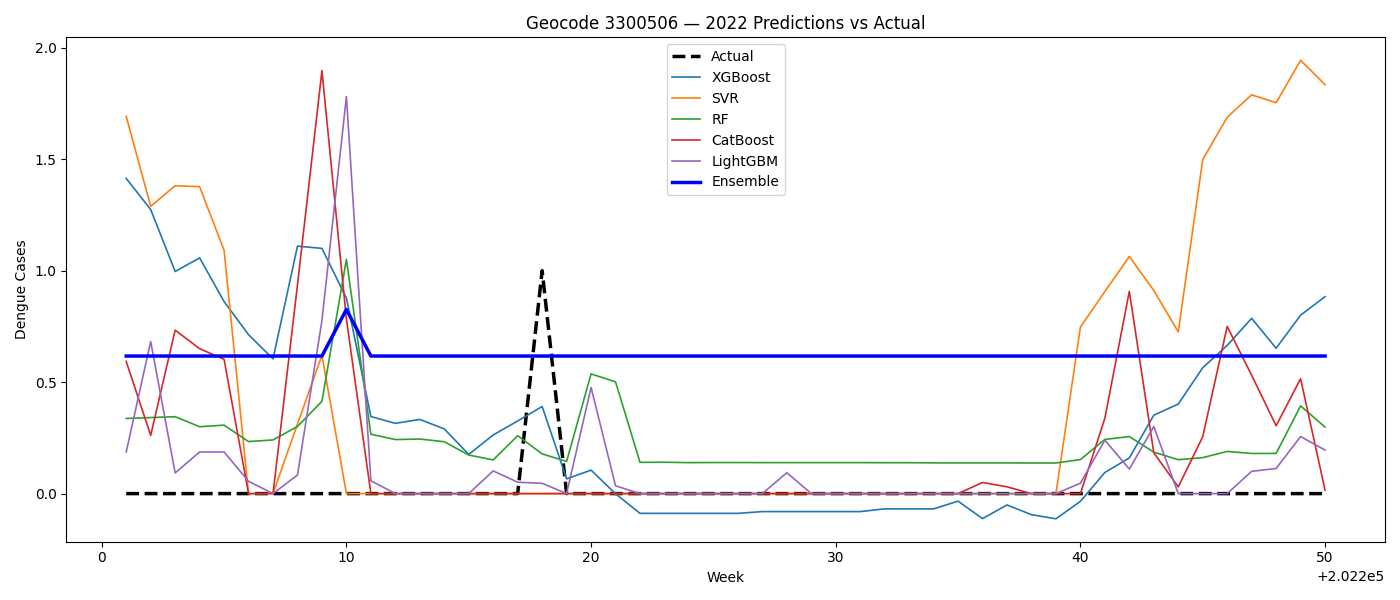 Geocode 3300506 — 2022 Predictions vs Actual
Actual
XGBoost
SVR
RF
CatBoost
LightGBM
Ensemble
Dengue Cases
2.0
1.5
1.0
0.5
0.0
0 10 20 30 40 50
Week
+2.022e5